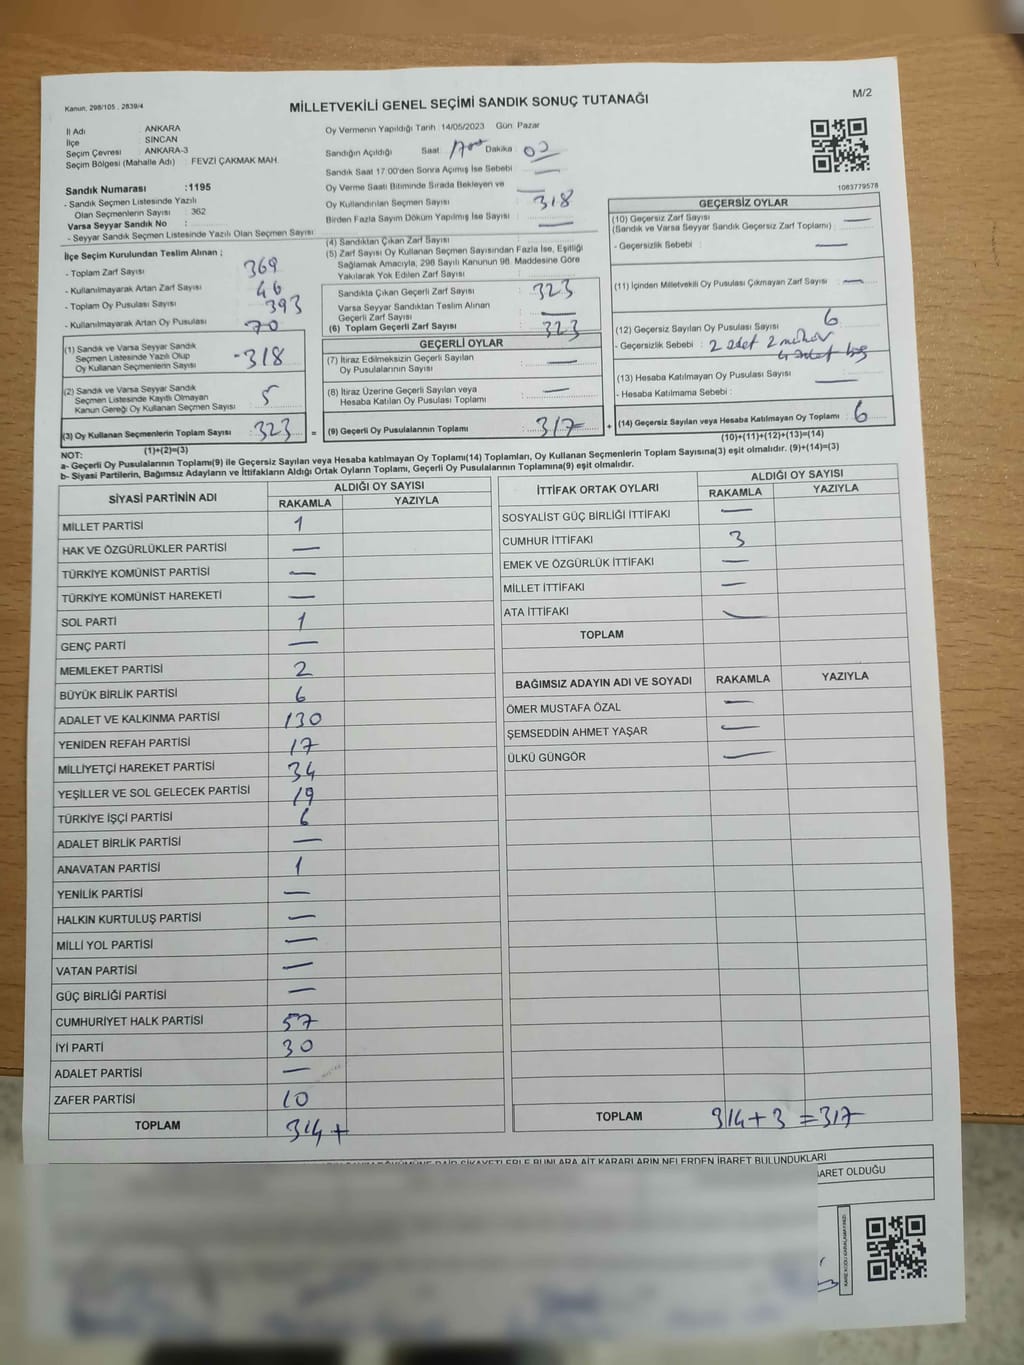 Kanun: 298/105 , 2839/4
MİLLETVEKİLİ GENEL SEÇİMİ SANDIK SONUÇ TUTANAĞI
M/2
İl Adı : ANKARA
İlçe : SİNCAN
Seçim Çevresi : ANKARA-3
Seçim Bölgesi (Mahalle Adı) : FEVZİ ÇAKMAK MAH.
Sandık Numarası :1195
- Sandık Seçmen Listesinde Yazılı
Olan Seçmenlerin Sayısı : 362
Varsa Seyyar Sandık No :
- Seyyar Sandık Seçmen Listesinde Yazılı Olan Seçmen Sayısı :
İlçe Seçim Kurulundan Teslim Alınan ;
- Toplam Zarf Sayısı : 369
- Kullanılmayarak Artan Zarf Sayısı : 46
- Toplam Oy Pusulası Sayısı : 393
- Kullanılmayarak Artan Oy Pusulası : 70
(1) Sandık ve Varsa Seyyar Sandık
Seçmen Listesinde Yazılı Olup
Oy Kullanan Seçmenlerin Sayısı : 318
(2) Sandık ve Varsa Seyyar Sandık
Seçmen Listesinde Kayıtlı Olmayan
Kanun Gereği Oy Kullanan Seçmen Sayısı : 5
(3) Oy Kullanan Seçmenlerin Toplam Sayısı : 323
(1)+(2)=(3)
Oy Vermenin Yapıldığı Tarih :14/05/2023 Gün: Pazar
Sandığın Açıldığı Saat 17 00 Dakika 00
Sandık Saat 17:00'den Sonra Açılmış İse Sebebi : —
Oy Verme Saati Bitiminde Sırada Bekleyen ve
Oy Kullandırılan Seçmen Sayısı : 318
Birden Fazla Sayım Döküm Yapılmış İse Sayısı : —
(4) Sandıktan Çıkan Zarf Sayısı :
(5) Zarf Sayısı Oy Kullanan Seçmen Sayısından Fazla İse, Eşitliği
Sağlamak Amacıyla, 298 Sayılı Kanunun 98. Maddesine Göre
Yakılarak Yok Edilen Zarf Sayısı :
Sandıkta Çıkan Geçerli Zarf Sayısı : 323
Varsa Seyyar Sandıktan Teslim Alınan
Geçerli Zarf Sayısı : —
(6) Toplam Geçerli Zarf Sayısı : 323
GEÇERLİ OYLAR
(7) İtiraz Edilmeksizin Geçerli Sayılan
Oy Pusulalarının Sayısı : —
(8) İtiraz Üzerine Geçerli Sayılan veya
Hesaba Katılan Oy Pusulası Toplamı : —
= (9) Geçerli Oy Pusulalarının Toplamı : 317
1083779578
GEÇERSİZ OYLAR
(10) Geçersiz Zarf Sayısı : —
(Sandık ve Varsa Seyyar Sandık Geçersiz Zarf Toplamı)
- Geçersizlik Sebebi : —
(11) İçinden Milletvekili Oy Pusulası Çıkmayan Zarf Sayısı : —
(12) Geçersiz Sayılan Oy Pusulası Sayısı : 6
- Geçersizlik Sebebi : 2 adet 2 mühür
4 adet boş
(13) Hesaba Katılmayan Oy Pusulası Sayısı : —
- Hesaba Katılmama Sebebi :
+ (14) Geçersiz Sayılan veya Hesaba Katılmayan Oy Toplamı : 6
(10)+(11)+(12)+(13)=(14)
NOT:
a- Geçerli Oy Pusulalarının Toplamı(9) ile Geçersiz Sayılan veya Hesaba katılmayan Oy Toplamı(14) Toplamları, Oy Kullanan Seçmenlerin Toplam Sayısına(3) eşit olmalıdır. (9)+(14)=(3)
b- Siyasi Partilerin, Bağımsız Adayların ve İttifakların Aldığı Ortak Oyların Toplamı, Geçerli Oy Pusulalarının Toplamına(9) eşit olmalıdır.
SİYASİ PARTİNİN ADI ALDIĞI OY SAYISI
RAKAMLA YAZIYLA
MİLLET PARTİSİ 1
HAK VE ÖZGÜRLÜKLER PARTİSİ —
TÜRKİYE KOMÜNİST PARTİSİ —
TÜRKİYE KOMÜNİST HAREKETİ —
SOL PARTİ 1
GENÇ PARTİ —
MEMLEKET PARTİSİ 2
BÜYÜK BİRLİK PARTİSİ 6
ADALET VE KALKINMA PARTİSİ 130
YENİDEN REFAH PARTİSİ 17
MİLLİYETÇİ HAREKET PARTİSİ 34
YEŞİLLER VE SOL GELECEK PARTİSİ 19
TÜRKİYE İŞÇİ PARTİSİ 6
ADALET BİRLİK PARTİSİ —
ANAVATAN PARTİSİ 1
YENİLİK PARTİSİ —
HALKIN KURTULUŞ PARTİSİ —
MİLLİ YOL PARTİSİ —
VATAN PARTİSİ —
GÜÇ BİRLİĞİ PARTİSİ —
CUMHURİYET HALK PARTİSİ 57
İYİ PARTİ 30
ADALET PARTİSİ —
ZAFER PARTİSİ 10
TOPLAM 314 +
İTTİFAK ORTAK OYLARI ALDIĞI OY SAYISI
RAKAMLA YAZIYLA
SOSYALİST GÜÇ BİRLİĞİ İTTİFAKI —
CUMHUR İTTİFAKI 3
EMEK VE ÖZGÜRLÜK İTTİFAKI —
MİLLET İTTİFAKI —
ATA İTTİFAKI —
TOPLAM
BAĞIMSIZ ADAYIN ADI VE SOYADI RAKAMLA YAZIYLA
ÖMER MUSTAFA ÖZAL —
ŞEMSEDDİN AHMET YAŞAR —
ÜLKÜ GÜNGÖR —
TOPLAM 314+3 =317
ŞİKAYETLERLE BUNLARA AİT KARARLARIN NELERDEN İBARET BULUNDUKLARI
BARET OLDUĞU